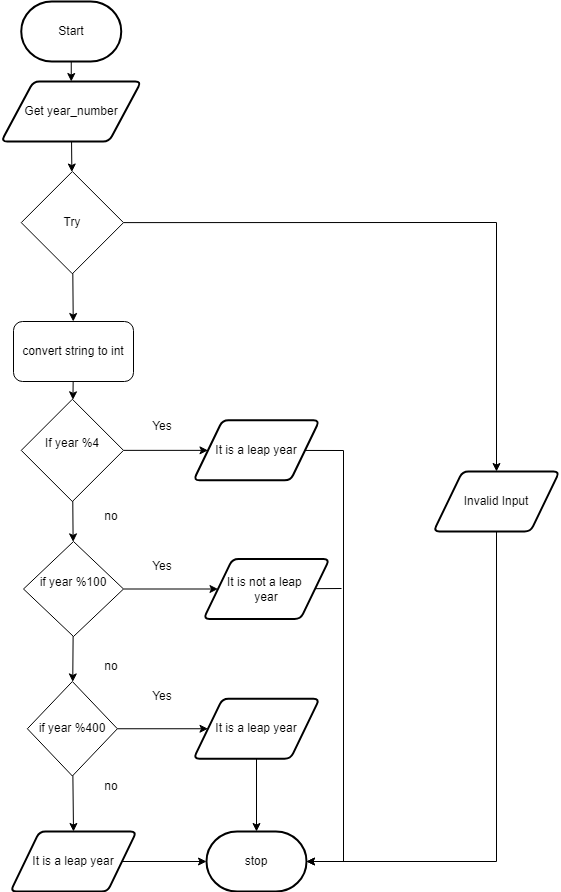 Start
Get year_number
Try
convert string to int
If year %4
Yes
It is a leap year
Invalid Input
no
if year %100
Yes
It is not a leap
year
no
if year %400
Yes
It is a leap year
no
It is a leap year
stop